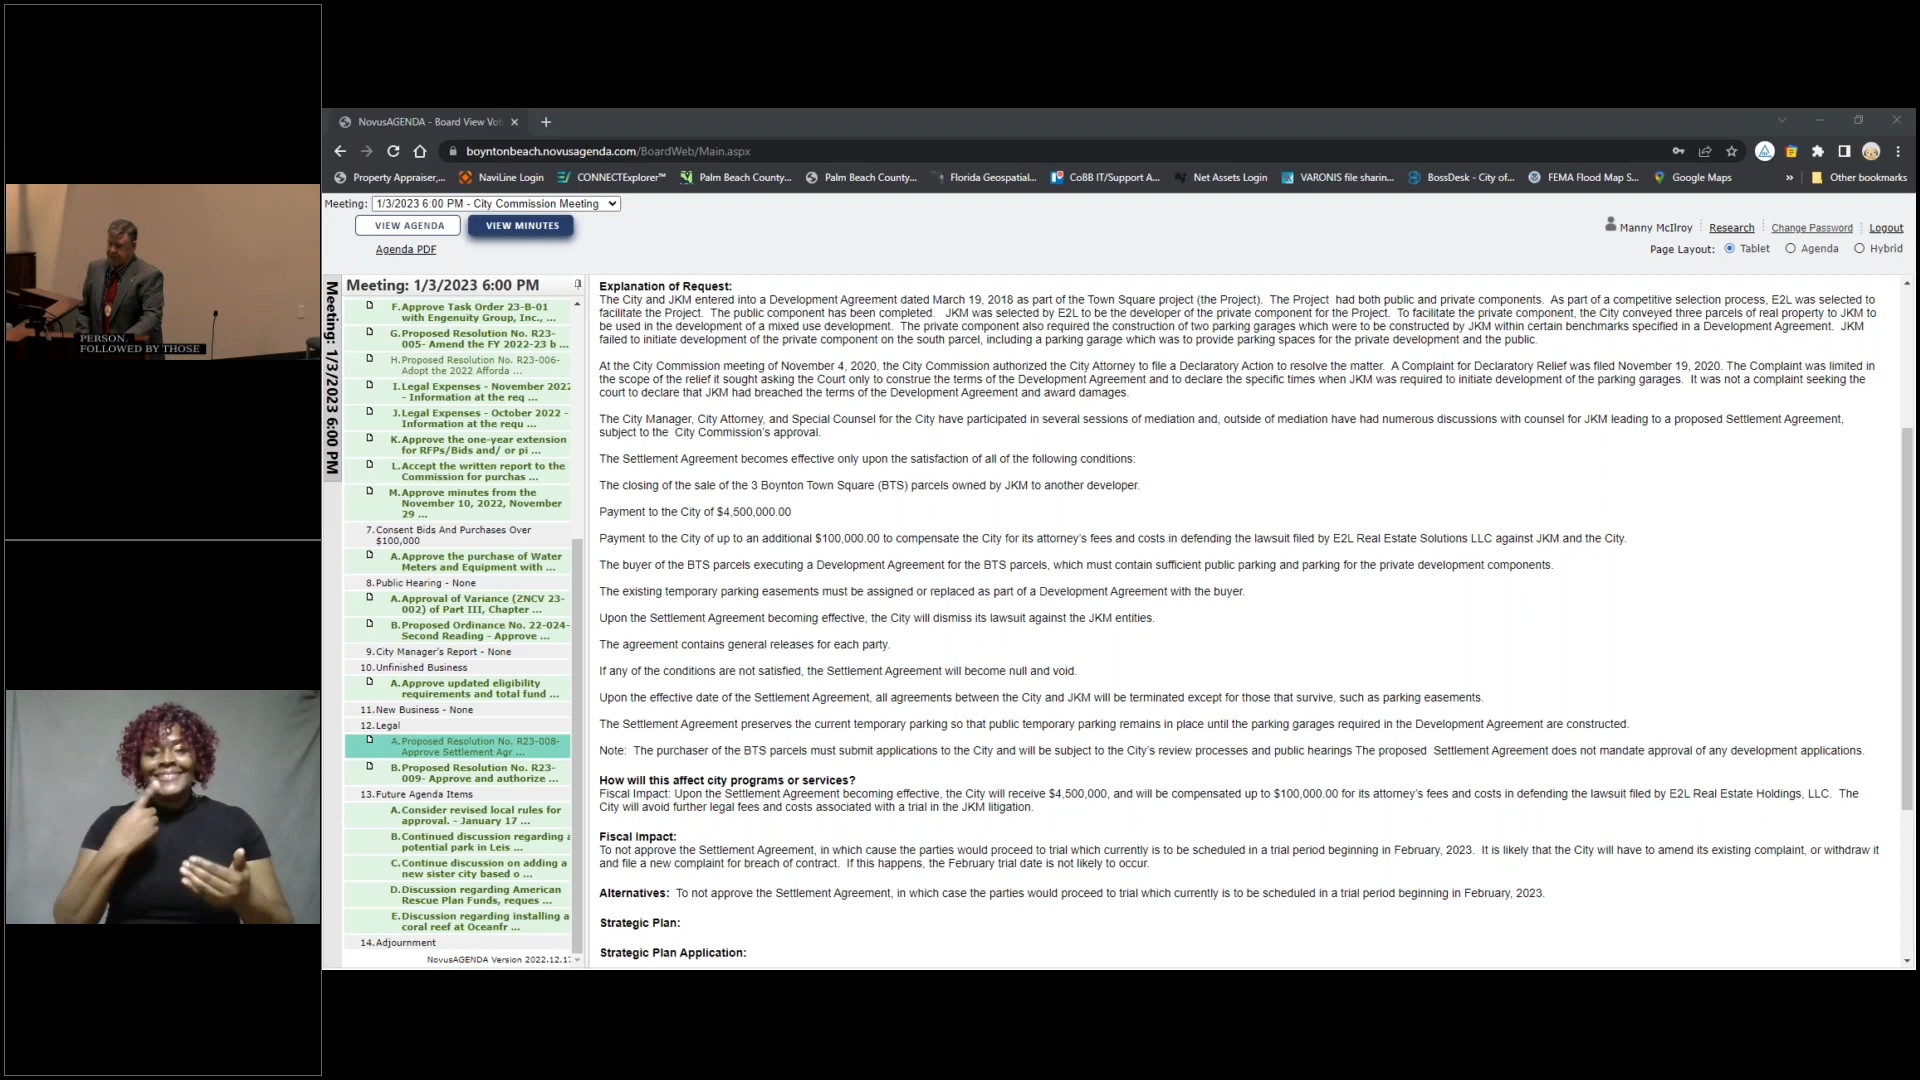 PERSON,
FOLLOWED BY THOSE
NovusAGENDA - Board View Vot
boyntonbeach.novusagenda.com/BoardWeb/Main.aspx
Property Appraiser,... NaviLine Login CONNECTExplorer™ Palm Beach County... Palm Beach County... Florida Geospatial... CoBB IT/Support A... Net Assets Login VARONIS file sharin... BossDesk - City of... FEMA Flood Map S... Google Maps » Other bookmarks
Meeting: 1/3/2023 6:00 PM - City Commission Meeting
VIEW AGENDA VIEW MINUTES
Agenda PDF
Manny McIlroy Research Change Password Logout
Page Layout: Tablet Agenda Hybrid
Meeting: 1/3/2023 6:00 PM
Meeting: 1/3/2023 6:00 PM
F. Approve Task Order 23-B-01
with Engenuity Group, Inc., ...
G. Proposed Resolution No. R23-
005- Amend the FY 2022-23 b ...
H. Proposed Resolution No. R23-006-
Adopt the 2022 Afforda ...
I. Legal Expenses - November 2022
- Information at the req ...
J. Legal Expenses - October 2022 -
Information at the requ ...
K. Approve the one-year extension
for RFPs/Bids and/ or pi ...
L. Accept the written report to the
Commission for purchas ...
M. Approve minutes from the
November 10, 2022, November
29 ...
7. Consent Bids And Purchases Over
$100,000
A. Approve the purchase of Water
Meters and Equipment with ...
8. Public Hearing - None
A. Approval of Variance (ZNCV 23-
002) of Part III, Chapter ...
B. Proposed Ordinance No. 22-024-
Second Reading - Approve ...
9. City Manager's Report - None
10. Unfinished Business
A. Approve updated eligibility
requirements and total fund ...
11. New Business - None
12. Legal
A. Proposed Resolution No. R23-008-
Approve Settlement Agr ...
B. Proposed Resolution No. R23-
009- Approve and authorize ...
13. Future Agenda Items
A. Consider revised local rules for
approval. - January 17 ...
B. Continued discussion regarding a
potential park in Leis ...
C. Continue discussion on adding a
new sister city based o ...
D. Discussion regarding American
Rescue Plan Funds, reques ...
E. Discussion regarding installing a
coral reef at Oceanfr ...
14. Adjournment
NovusAGENDA Version 2022.12.17
Explanation of Request:
The City and JKM entered into a Development Agreement dated March 19, 2018 as part of the Town Square project (the Project). The Project had both public and private components. As part of a competitive selection process, E2L was selected to
facilitate the Project. The public component has been completed. JKM was selected by E2L to be the developer of the private component for the Project. To facilitate the private component, the City conveyed three parcels of real property to JKM to
be used in the development of a mixed use development. The private component also required the construction of two parking garages which were to be constructed by JKM within certain benchmarks specified in a Development Agreement. JKM
failed to initiate development of the private component on the south parcel, including a parking garage which was to provide parking spaces for the private development and the public.
At the City Commission meeting of November 4, 2020, the City Commission authorized the City Attorney to file a Declaratory Action to resolve the matter. A Complaint for Declaratory Relief was filed November 19, 2020. The Complaint was limited in
the scope of the relief it sought asking the Court only to construe the terms of the Development Agreement and to declare the specific times when JKM was required to initiate development of the parking garages. It was not a complaint seeking the
court to declare that JKM had breached the terms of the Development Agreement and award damages.
The City Manager, City Attorney, and Special Counsel for the City have participated in several sessions of mediation and, outside of mediation have had numerous discussions with counsel for JKM leading to a proposed Settlement Agreement,
subject to the City Commission's approval.
The Settlement Agreement becomes effective only upon the satisfaction of all of the following conditions:
The closing of the sale of the 3 Boynton Town Square (BTS) parcels owned by JKM to another developer.
Payment to the City of $4,500,000.00
Payment to the City of up to an additional $100,000.00 to compensate the City for its attorney's fees and costs in defending the lawsuit filed by E2L Real Estate Solutions LLC against JKM and the City.
The buyer of the BTS parcels executing a Development Agreement for the BTS parcels, which must contain sufficient public parking and parking for the private development components.
The existing temporary parking easements must be assigned or replaced as part of a Development Agreement with the buyer.
Upon the Settlement Agreement becoming effective, the City will dismiss its lawsuit against the JKM entities.
The agreement contains general releases for each party.
If any of the conditions are not satisfied, the Settlement Agreement will become null and void.
Upon the effective date of the Settlement Agreement, all agreements between the City and JKM will be terminated except for those that survive, such as parking easements.
The Settlement Agreement preserves the current temporary parking so that public temporary parking remains in place until the parking garages required in the Development Agreement are constructed.
Note: The purchaser of the BTS parcels must submit applications to the City and will be subject to the City's review processes and public hearings The proposed Settlement Agreement does not mandate approval of any development applications.
How will this affect city programs or services?
Fiscal Impact: Upon the Settlement Agreement becoming effective, the City will receive $4,500,000, and will be compensated up to $100,000.00 for its attorney's fees and costs in defending the lawsuit filed by E2L Real Estate Holdings, LLC. The
City will avoid further legal fees and costs associated with a trial in the JKM litigation.
Fiscal Impact:
To not approve the Settlement Agreement, in which cause the parties would proceed to trial which currently is to be scheduled in a trial period beginning in February, 2023. It is likely that the City will have to amend its existing complaint, or withdraw it
and file a new complaint for breach of contract. If this happens, the February trial date is not likely to occur.
Alternatives: To not approve the Settlement Agreement, in which case the parties would proceed to trial which currently is to be scheduled in a trial period beginning in February, 2023.
Strategic Plan:
Strategic Plan Application: